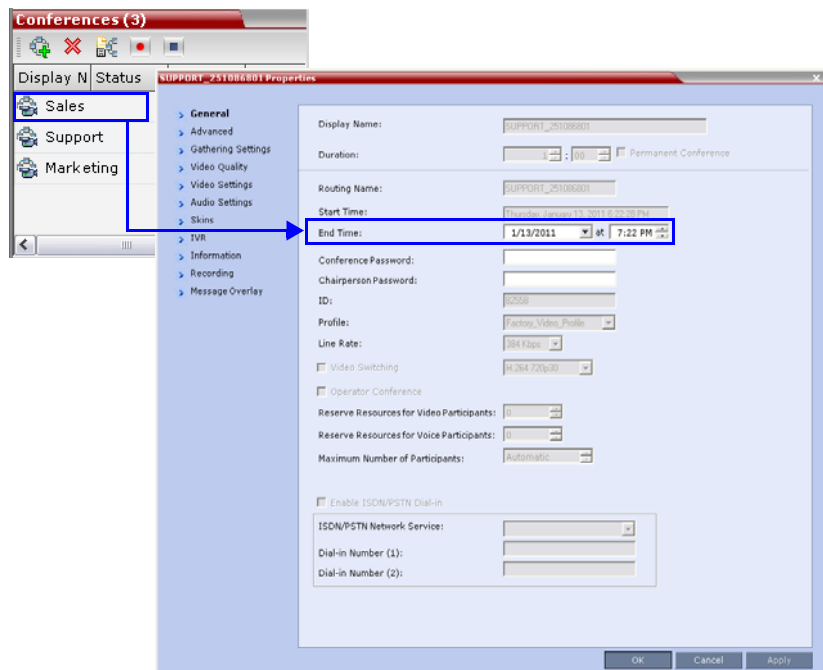 Conferences (3)
Display N Status
Sales
Support
Marketing
SUPPORT_251086801 Properties
General
Advanced
Gathering Settings
Video Quality
Video Settings
Audio Settings
Skins
IVR
Information
Recording
Message Overlay
Display Name: SUPPORT_251086801
Duration: 1 : 00 Permanent Conference
Routing Name: SUPPORT_251086801
Start Time: Thursday, January 13, 2011 6:22:28 PM
End Time: 1/13/2011 at 7:22 PM
Conference Password:
Chairperson Password:
ID: 82558
Profile: Factory_Video_Profile
Line Rate: 384 Kbps
Video Switching H.264 720p30
Operator Conference
Reserve Resources for Video Participants: 0
Reserve Resources for Voice Participants: 0
Maximum Number of Participants: Automatic
Enable ISDN/PSTN Dial-in
ISDN/PSTN Network Service:
Dial-in Number (1):
Dial-in Number (2):
OK Cancel Apply